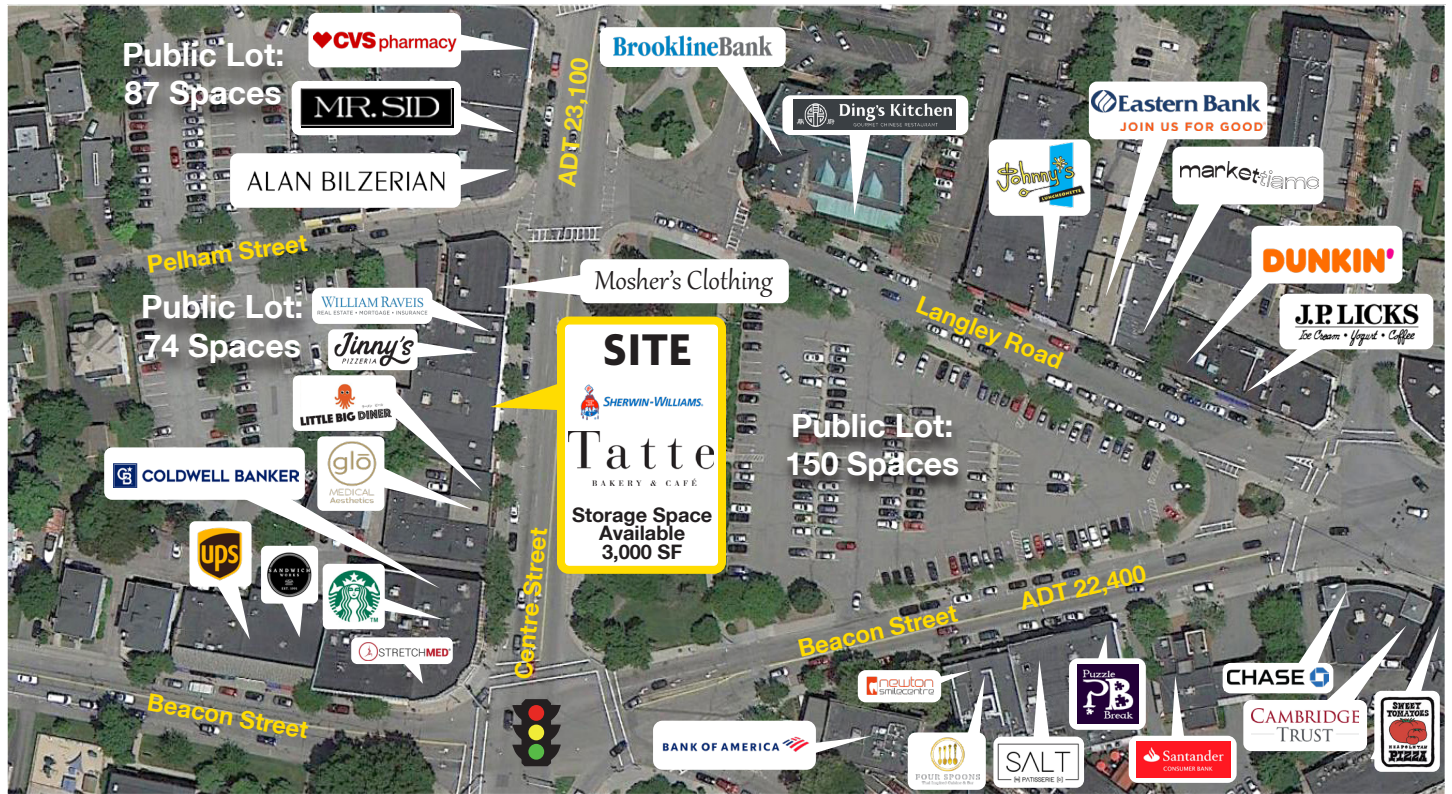 Public Lot:
87 Spaces
CVS pharmacy
MR. SID
ALAN BILZERIAN
ADT 23,100
BrooklineBank
Ding's Kitchen
GOURMET CHINESE RESTAURANT
Eastern Bank
JOIN US FOR GOOD
Johnny's
LUNCHEONETTE
markettiamo
DUNKIN'
J.P. LICKS
Ice Cream • Yogurt • Coffee
Pelham Street
Mosher's Clothing
Langley Road
Public Lot:
74 Spaces
WILLIAM RAVEIS
REAL ESTATE • MORTGAGE • INSURANCE
Jinny's
PIZZERIA
LITTLE BIG DINER
SITE
SHERWIN-WILLIAMS.
Tatte
BAKERY & CAFÉ
Storage Space
Available
3,000 SF
Public Lot:
150 Spaces
CB
COLDWELL BANKER
glō
MEDICAL
Aesthetics
ups
SANDWICH
WORKS
STRETCHMED
Centre Street
Beacon Street
ADT 22,400
Beacon Street
newton
smilecentre
Puzzle
PB
Break
CHASE
CAMBRIDGE
TRUST
SWEET
TOMATOES
NEAPOLITAN
PIZZA
BANK OF AMERICA
FOUR SPOONS
SALT
PATISSERIE
Santander
CONSUMER BANK